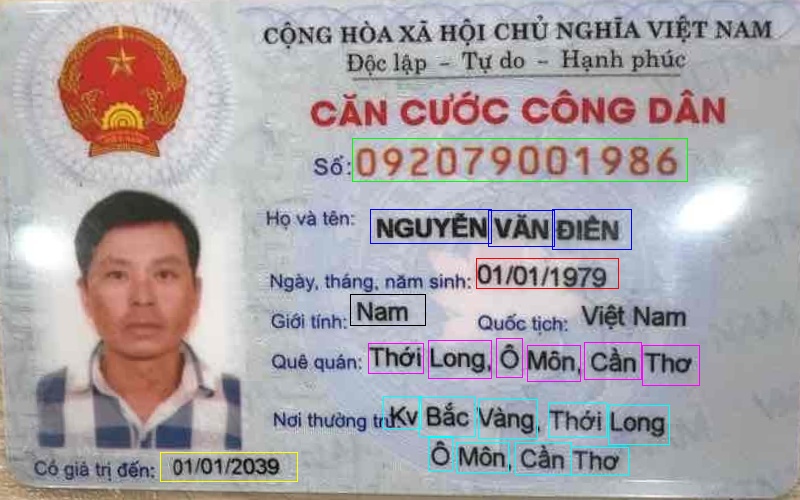 CỘNG HÒA XÃ HỘI CHỦ NGHĨA VIỆT NAM
Độc lập - Tự do - Hạnh phúc
CĂN CƯỚC CÔNG DÂN
Số: 092079001986
Họ và tên: NGUYỄN VĂN ĐIỀN
Ngày, tháng, năm sinh: 01/01/1979
Giới tính: Nam Quốc tịch: Việt Nam
Quê quán: Thới Long, Ô Môn, Cần Thơ
Nơi thường trú: Kv Bắc Vàng, Thới Long
Ô Môn, Cần Thơ
Có giá trị đến: 01/01/2039